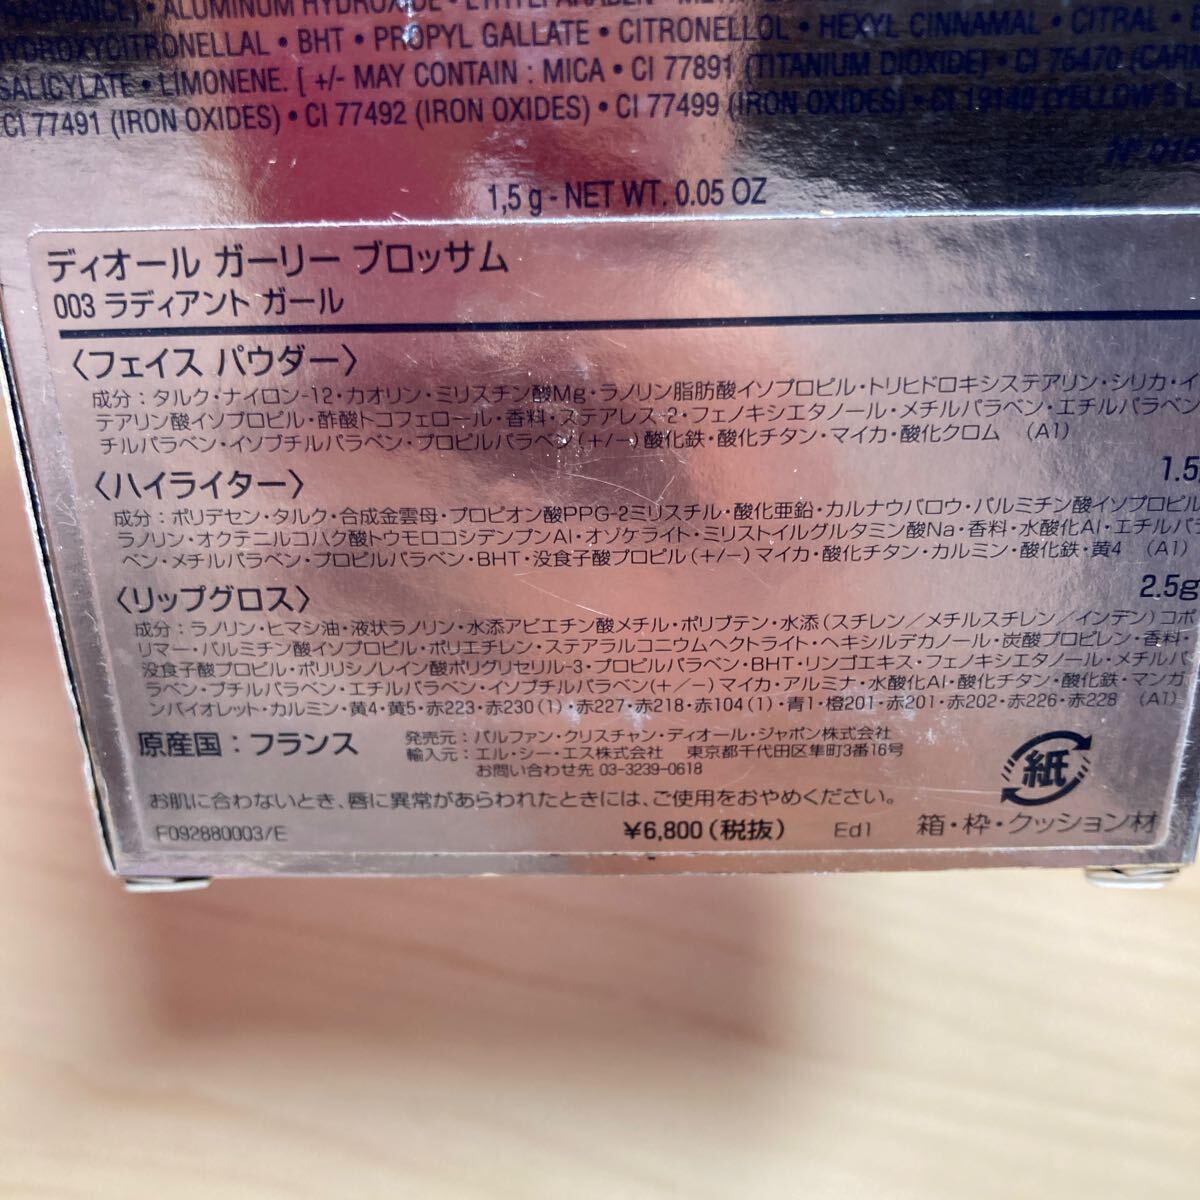 FRAGRANCE) • ALUMINUM HYDROXIDE • ETHYLPARABEN •
HYDROXYCITRONELLAL • BHT • PROPYL GALLATE • CITRONELLOL • HEXYL CINNAMAL • CITRAL •
SALICYLATE • LIMONENE. [ +/- MAY CONTAIN : MICA • CI 77891 (TITANIUM DIOXIDE) • CI 75470 (CARM
CI 77491 (IRON OXIDES) • CI 77492 (IRON OXIDES) • CI 77499 (IRON OXIDES) • CI 19140 (YELLOW 5 L
1,5 g - NET WT. 0.05 OZ
ディオール ガーリー ブロッサム
003 ラディアント ガール
〈フェイス パウダー〉
成分：タルク・ナイロン-12・カオリン・ミリスチン酸Mg・ラノリン脂肪酸イソプロピル・トリヒドロキシステアリン・シリカ・イ
テアリン酸イソプロピル・酢酸トコフェロール・香料・ステアレス-2・フェノキシエタノール・メチルパラベン・エチルパラベン
チルパラベン・イソブチルパラベン・プロピルパラベン・(+/-)酸化鉄・酸化チタン・マイカ・酸化クロム （A1）
1.5
〈ハイライター〉
成分：ポリデセン・タルク・合成金雲母・プロピオン酸PPG-2ミリスチル・酸化亜鉛・カルナウバロウ・パルミチン酸イソプロピル
ラノリン・オクテニルコハク酸トウモロコシデンプンAl・オゾケライト・ミリストイルグルタミン酸Na・香料・水酸化Al・エチルパラ
ベン・メチルパラベン・プロピルパラベン・BHT・没食子酸プロピル(+/-)マイカ・酸化チタン・カルミン・酸化鉄・黄4 （A1）
2.5g
〈リップグロス〉
成分：ラノリン・ヒマシ油・液状ラノリン・水添アビエチン酸メチル・ポリブテン・水添(スチレン／メチルスチレン／インデン)コポ
リマー・パルミチン酸イソプロピル・ポリエチレン・ステアラルコニウムヘクトライト・ヘキシルデカノール・炭酸プロピレン・香料・
没食子酸プロピル・ポリリシノレイン酸ポリグリセリル-3・プロピルパラベン・BHT・リンゴエキス・フェノキシエタノール・メチルパ
ラベン・ブチルパラベン・エチルパラベン・イソブチルパラベン(+/-)マイカ・アルミナ・水酸化Al・酸化チタン・酸化鉄・マンガ
ンバイオレット・カルミン・黄4・黄5・赤223・赤230(1)・赤227・赤218・赤104(1)・青1・橙201・赤201・赤202・赤226・赤228 （A1）
原産国：フランス
発売元：パルファン・クリスチャン・ディオール・ジャポン株式会社
輸入元：エル・シー・エス株式会社 東京都千代田区隼町3番16号
お問い合わせ先 03-3239-0618
紙
お肌に合わないとき、唇に異常があらわれたときには、ご使用をおやめください。
F092880003/E ¥6,800（税抜） Ed1 箱・枠・クッション材